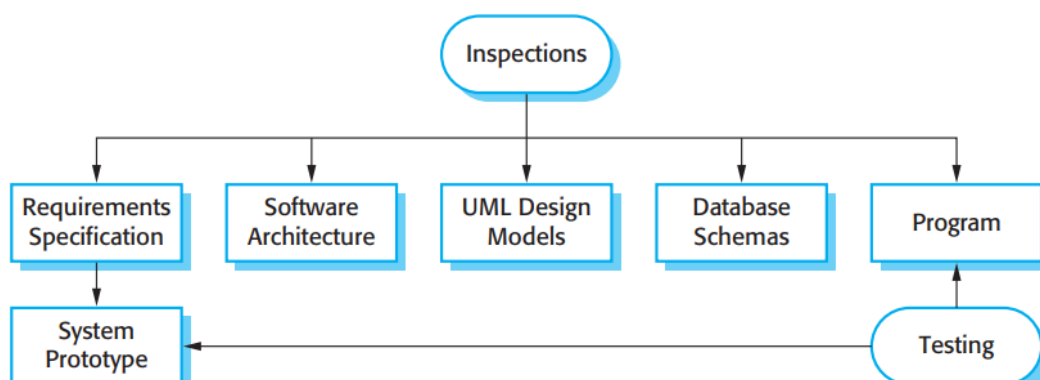 Inspections
Requirements
Specification
Software
Architecture
UML Design
Models
Database
Schemas
Program
System
Prototype
Testing